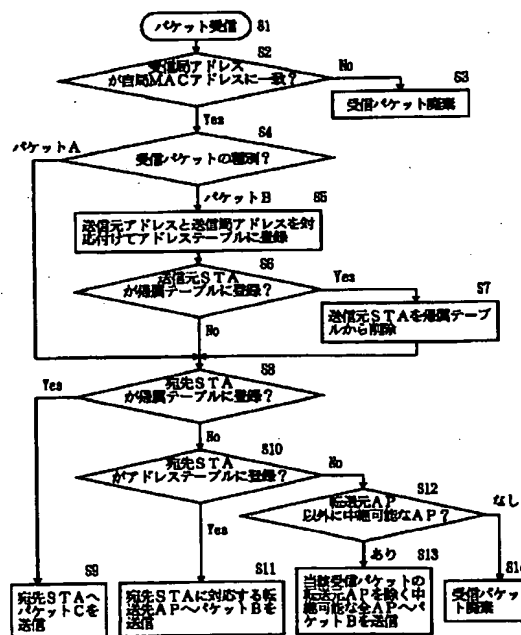 パケット受信
S1
S2
受信局アドレス
が自局MACアドレスに一致?
No
S3
受信パケット廃棄
Yes
S4
パケットA
受信パケットの種別?
パケットB
S5
送信元アドレスと送信局アドレスを対
応付けてアドレステーブルに登録
S6
送信元STA
が帰属テーブルに登録?
Yes
S7
送信元STAを帰属テーブ
ルから削除
No
S8
Yes
宛先STA
が帰属テーブルに登録?
No
S10
宛先STA
がアドレステーブルに登録?
No
S12
転送元AP
以外に中継可能なAP?
なし
Yes
あり
S9
宛先STAへ
パケットCを
送信
S11
宛先STAに対応する転
送先APへパケットBを
送信
S13
当該受信パケットの
転送元APを除く中
継可能な全APへパ
ケットBを送信
S14
受信パケッ
ト廃棄